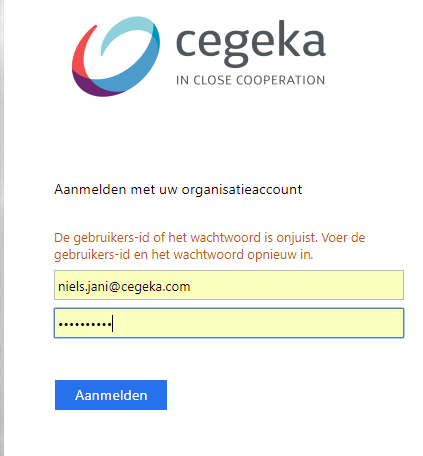 cegeka
IN CLOSE COOPERATION
Aanmelden met uw organisatieaccount
De gebruikers-id of het wachtwoord is onjuist. Voer de
gebruikers-id en het wachtwoord opnieuw in.
niels.jani@cegeka.com
••••••••••
Aanmelden